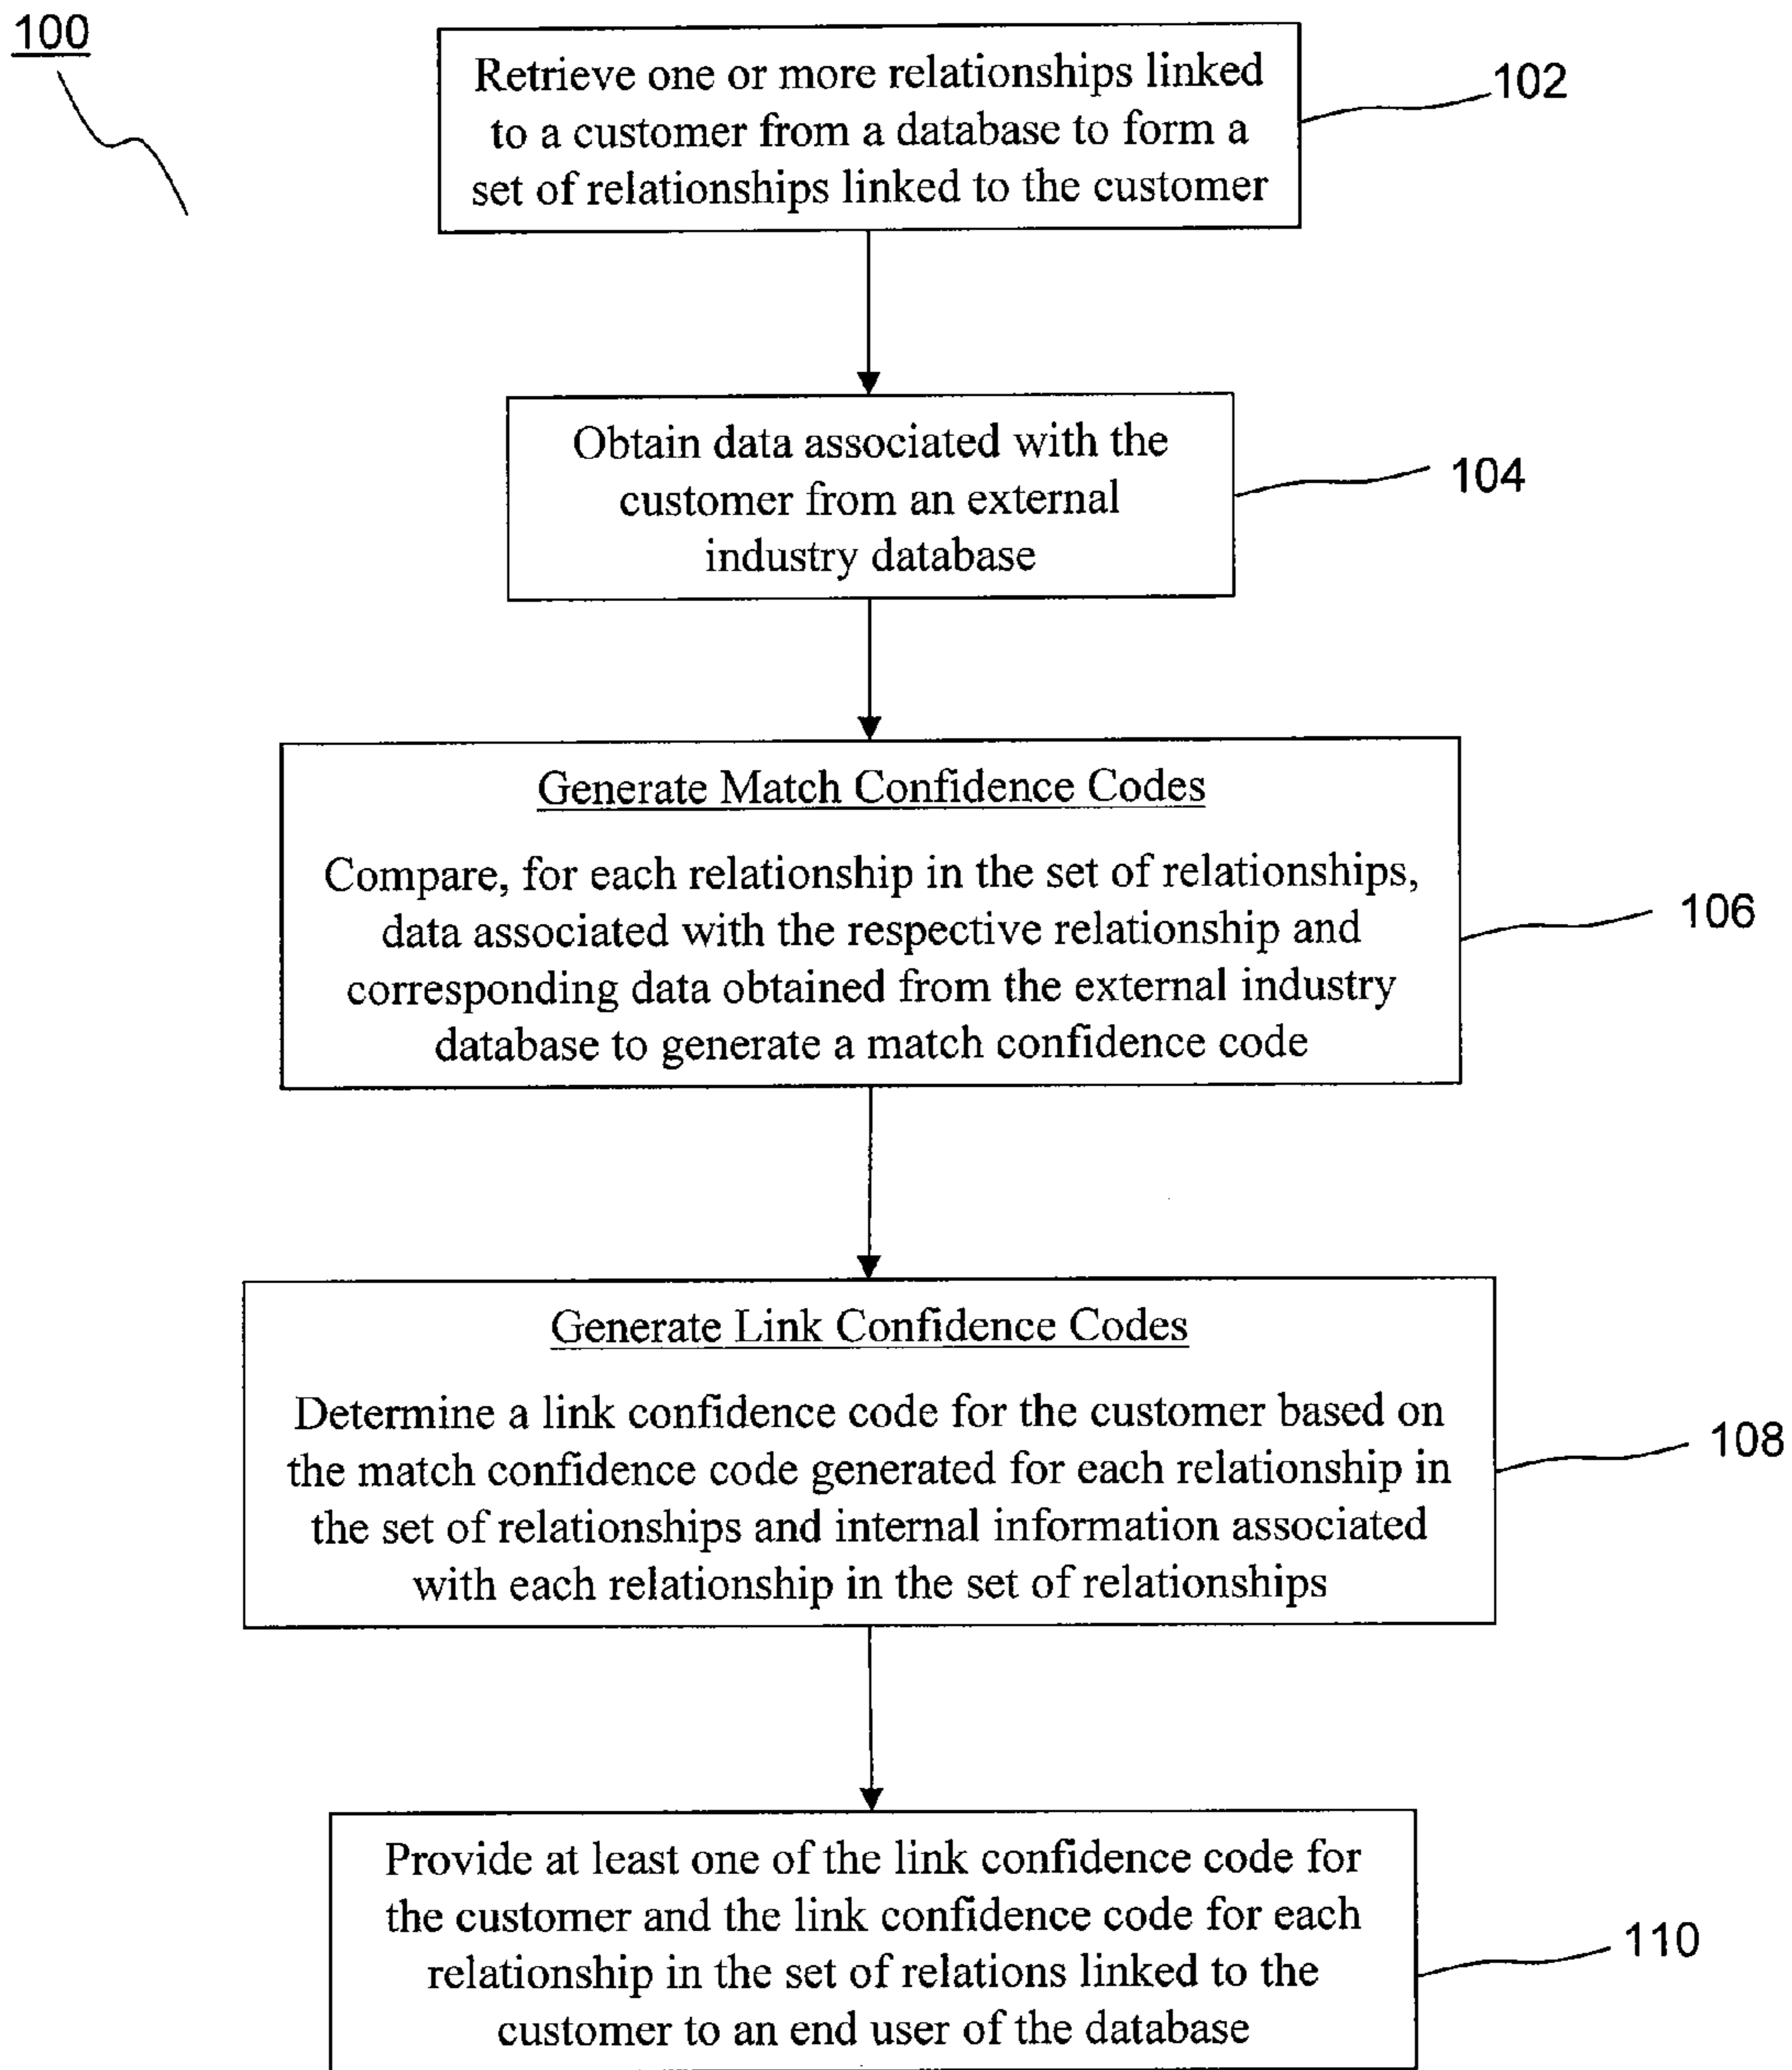 100
Retrieve one or more relationships linked
to a customer from a database to form a
set of relationships linked to the customer
102
Obtain data associated with the
customer from an external
industry database
104
Generate Match Confidence Codes
Compare, for each relationship in the set of relationships,
data associated with the respective relationship and
corresponding data obtained from the external industry
database to generate a match confidence code
106
Generate Link Confidence Codes
Determine a link confidence code for the customer based on
the match confidence code generated for each relationship in
the set of relationships and internal information associated
with each relationship in the set of relationships
108
Provide at least one of the link confidence code for
the customer and the link confidence code for each
relationship in the set of relations linked to the
customer to an end user of the database
110